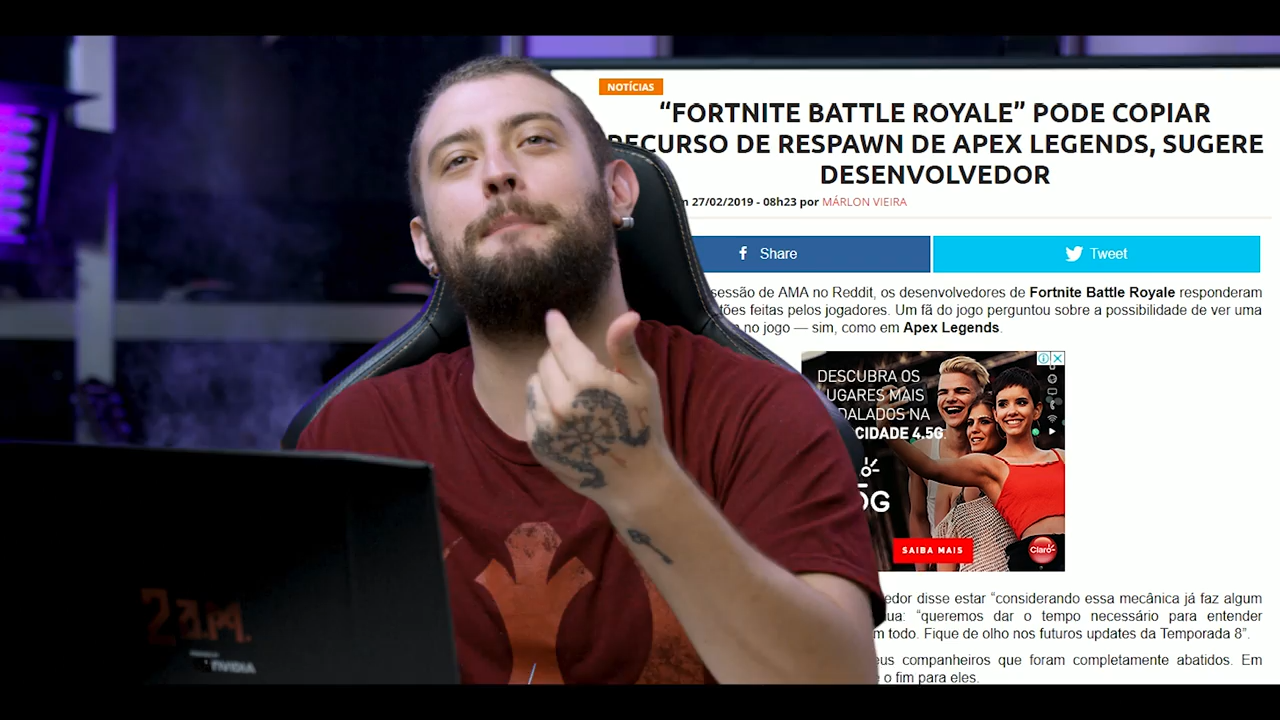 NOTÍCIAS
“FORTNITE BATTLE ROYALE” PODE COPIAR
RECURSO DE RESPAWN DE APEX LEGENDS, SUGERE
DESENVOLVEDOR
27/02/2019 - 08h23 por MÁRLON VIEIRA
Share
Tweet
sessão de AMA no Reddit, os desenvolvedores de Fortnite Battle Royale responderam
feitas pelos jogadores. Um fã do jogo perguntou sobre a possibilidade de ver uma
no jogo — sim, como em Apex Legends.
DESCUBRA OS
UGARES MAIS
DALADOS NA
CIDADE 4.5G
SAIBA MAIS
Claro
disse estar “considerando essa mecânica já faz algum
“queremos dar o tempo necessário para entender
todo. Fique de olho nos futuros updates da Temporada 8”.
companheiros que foram completamente abatidos. Em
o fim para eles.
2 a.m.
NVIDIA